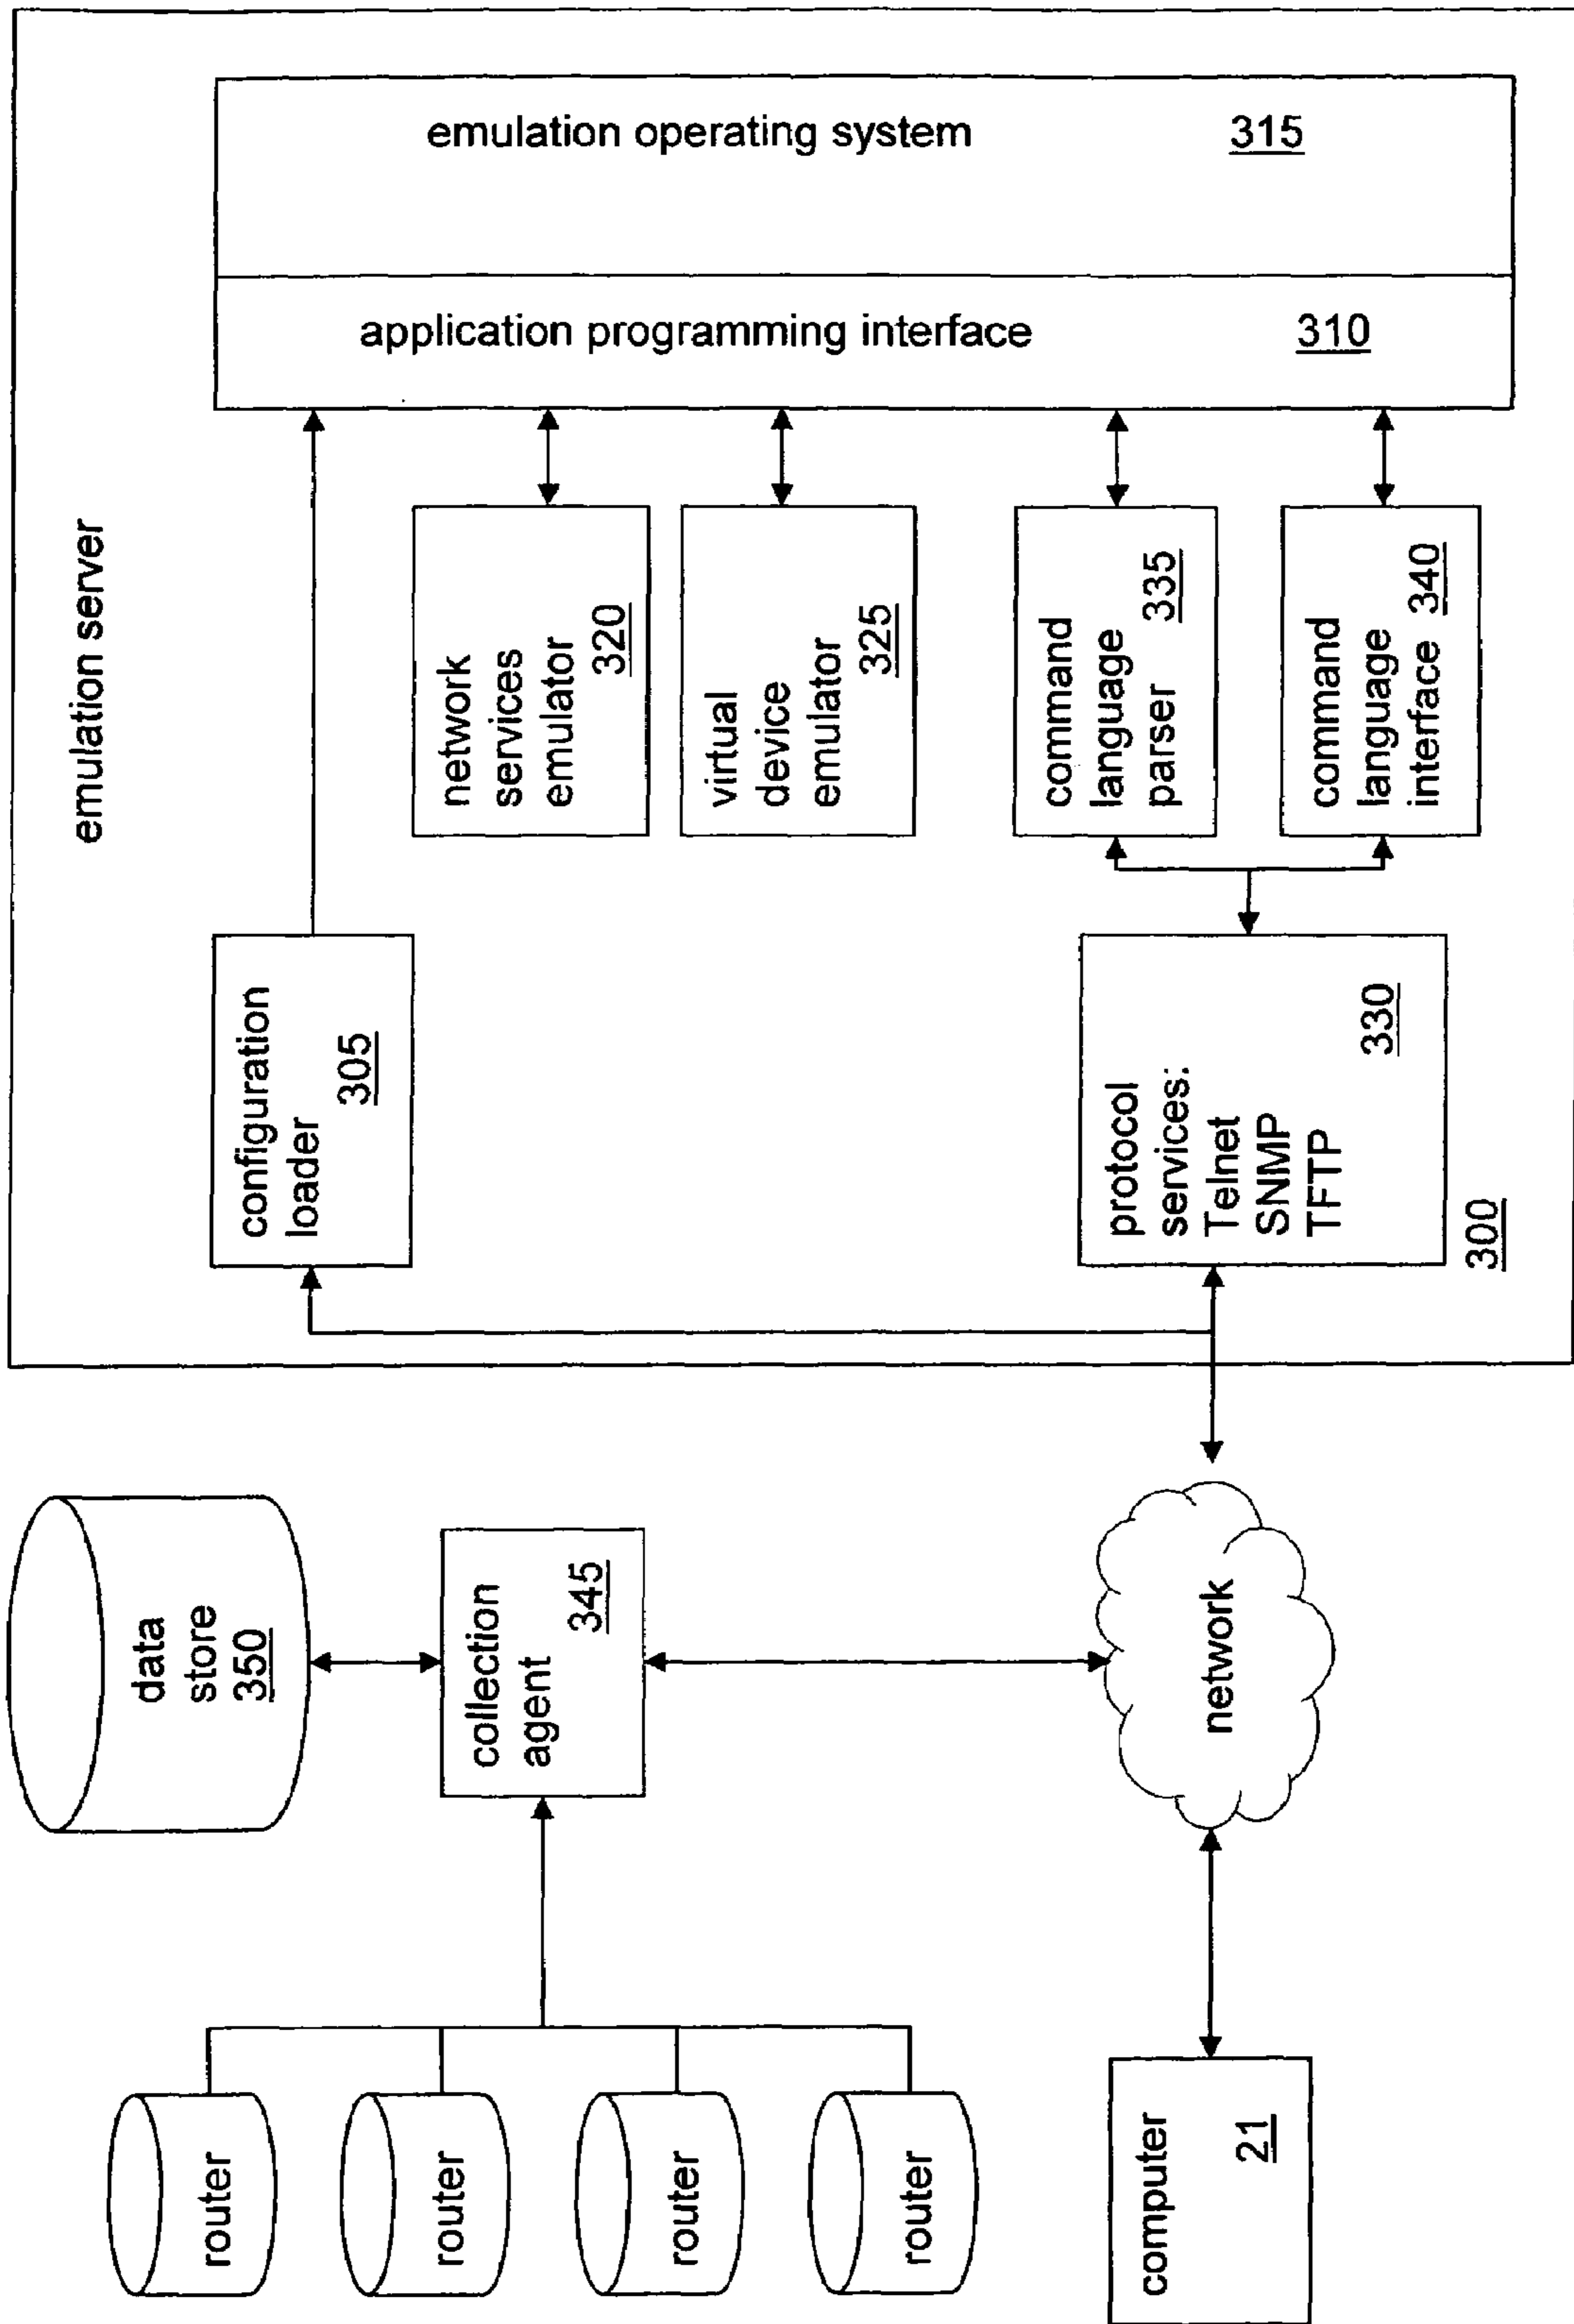 emulation server
emulation operating system 315
application programming interface 310
configuration
loader
305
network
services
emulator
320
virtual
device
emulator
325
command
language
parser 335
command
language
interface 340
protocol
services:
Telnet
SNMP
TFTP
330
300
data
store
350
collection
agent
345
network
router
router
router
router
computer
21